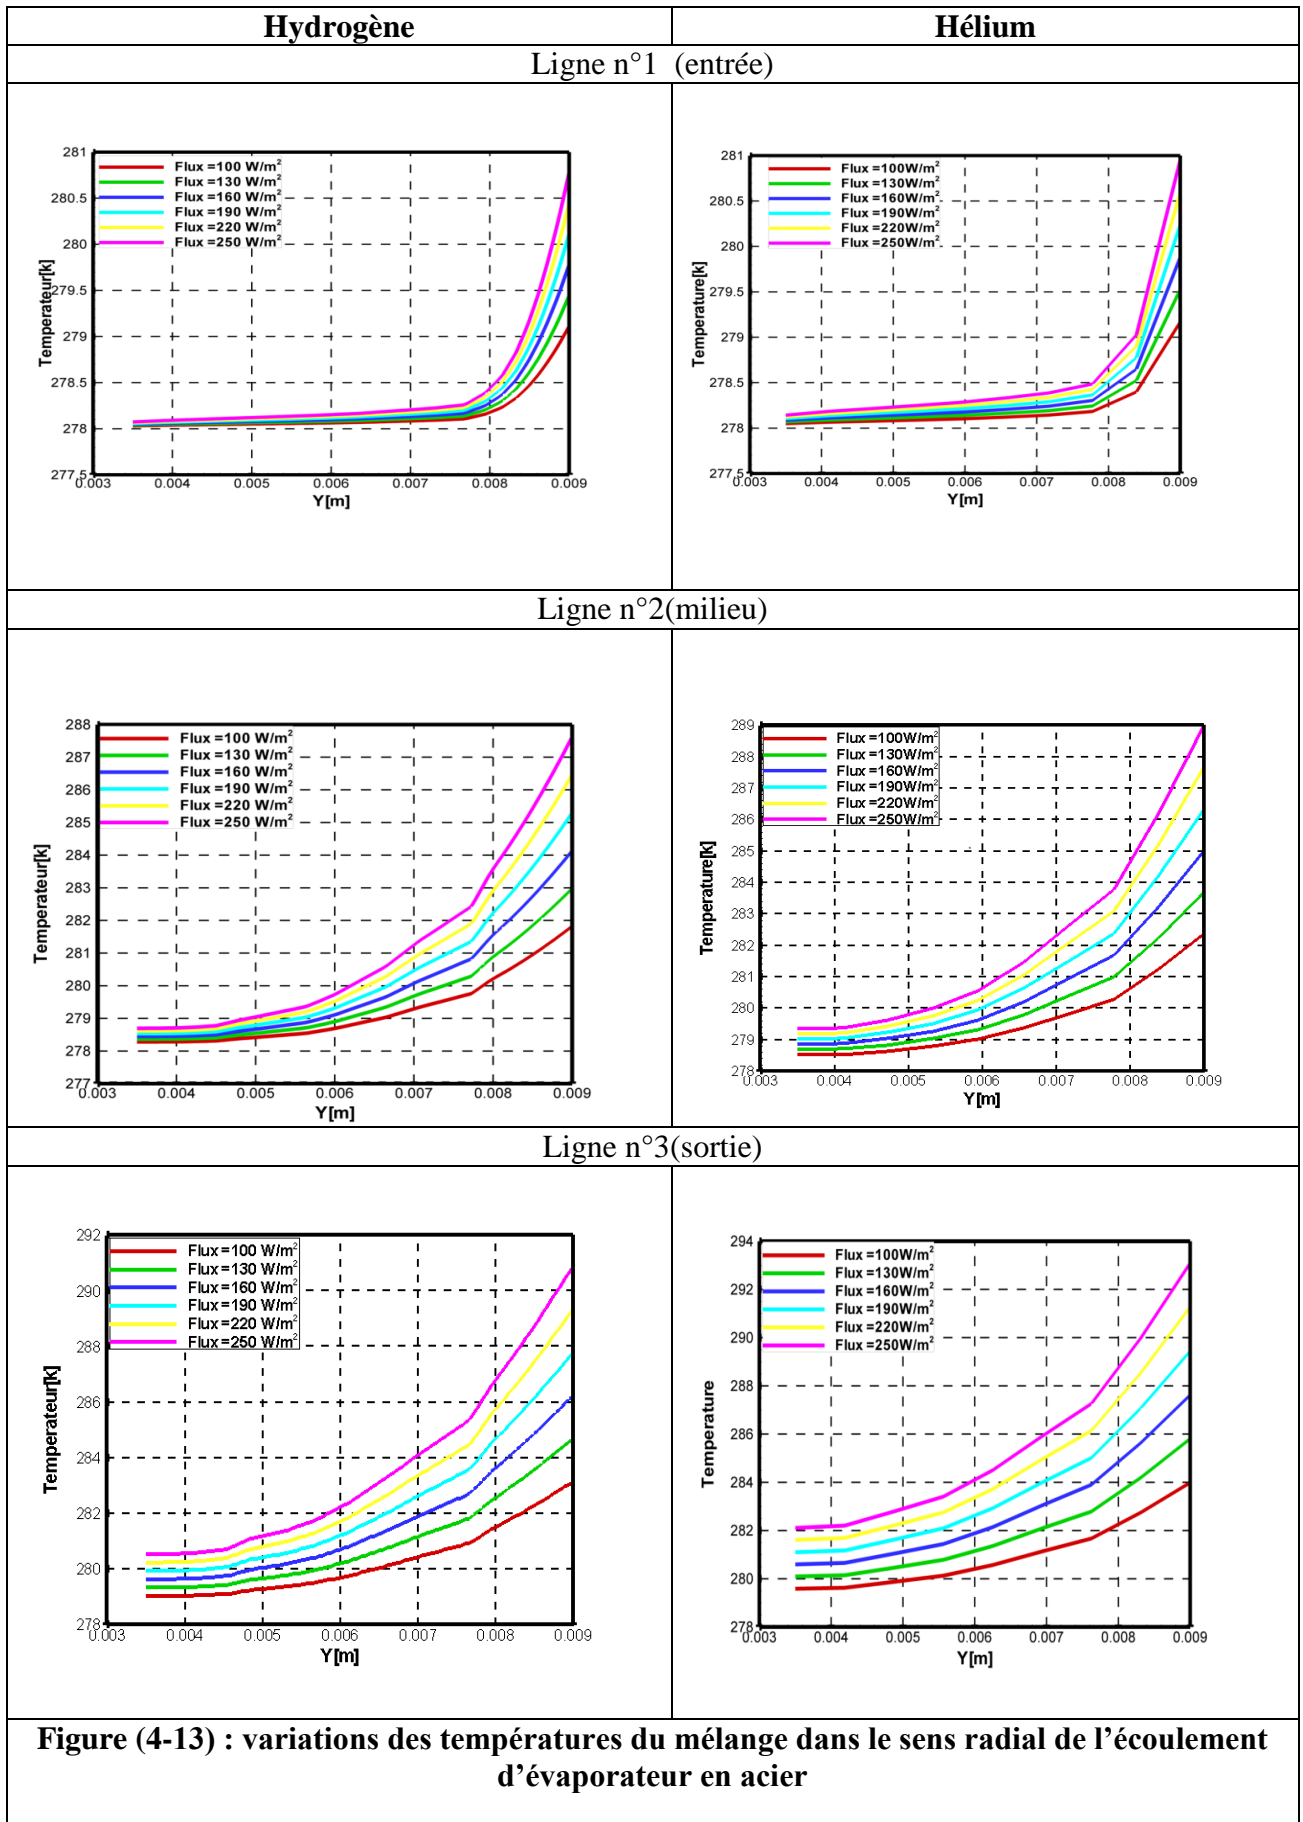 Hydrogène
Hélium
Ligne n°1 (entrée)
281
280.5
280
279.5
279
278.5
278
277.5
Temperateur[k]
Flux =100 W/m²
Flux =130 W/m²
Flux =160 W/m²
Flux =190 W/m²
Flux =220 W/m²
Flux =250 W/m²
0.003 0.004 0.005 0.006 0.007 0.008 0.009
Y[m]
281
280.5
280
279.5
279
278.5
278
277.5
Temperature[k]
Flux =100W/m²
Flux =130W/m²
Flux =160W/m²
Flux =190W/m²
Flux =220W/m²
Flux =250W/m²
0.003 0.004 0.005 0.006 0.007 0.008 0.009
Y[m]
Ligne n°2(milieu)
288
287
286
285
284
283
282
281
280
279
278
277
Temperateur[k]
Flux =100 W/m²
Flux =130 W/m²
Flux =160 W/m²
Flux =190 W/m²
Flux =220 W/m²
Flux =250 W/m²
0.003 0.004 0.005 0.006 0.007 0.008 0.009
Y[m]
289
288
287
286
285
284
283
282
281
280
279
278
Temperature[k]
Flux =100W/m²
Flux =130W/m²
Flux =160W/m²
Flux =190W/m²
Flux =220W/m²
Flux =250W/m²
0.003 0.004 0.005 0.006 0.007 0.008 0.009
Y[m]
Ligne n°3(sortie)
292
290
288
286
284
282
280
278
Temperateur[k]
Flux =100 W/m²
Flux =130 W/m²
Flux =160 W/m²
Flux =190 W/m²
Flux =220 W/m²
Flux =250 W/m²
0.003 0.004 0.005 0.006 0.007 0.008 0.009
Y[m]
294
292
290
288
286
284
282
280
278
Temperature
Flux =100W/m²
Flux =130W/m²
Flux =160W/m²
Flux =190W/m²
Flux =220W/m²
Flux =250W/m²
0.003 0.004 0.005 0.006 0.007 0.008 0.009
Y[m]
Figure (4-13) : variations des températures du mélange dans le sens radial de l’écoulement
d’évaporateur en acier